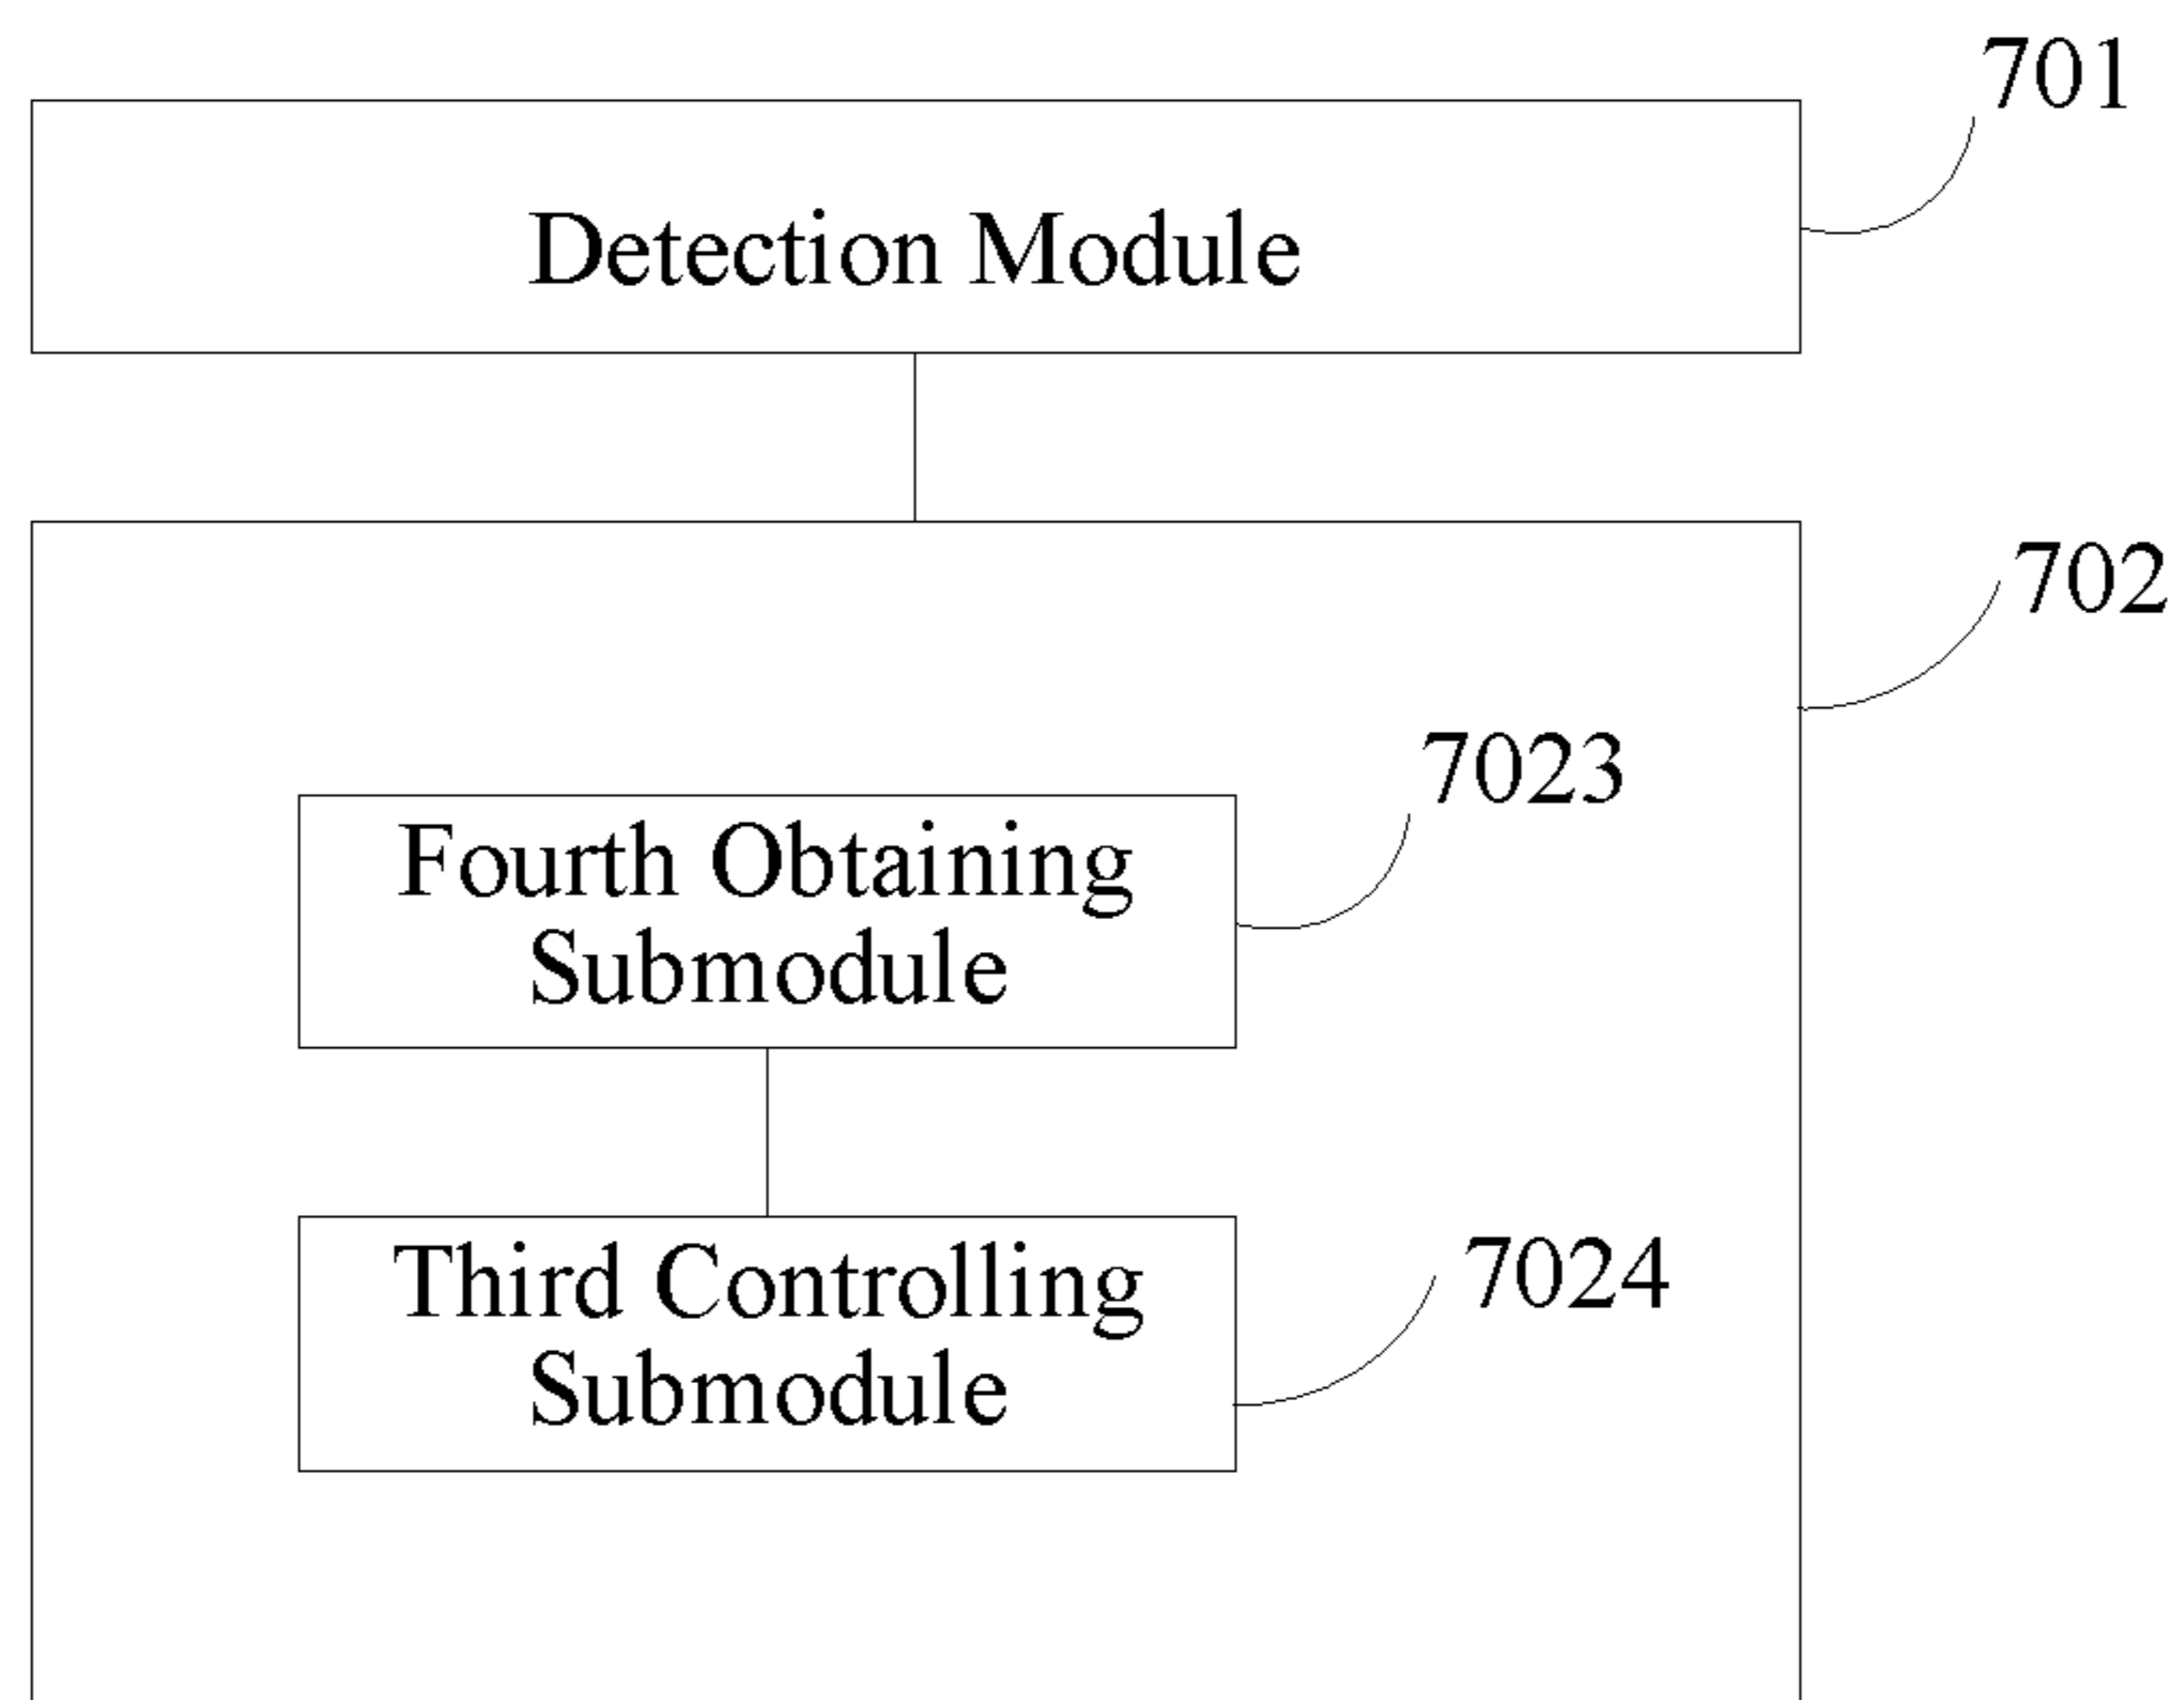 701
Detection Module
702
7023
Fourth Obtaining
Submodule
7024
Third Controlling
Submodule